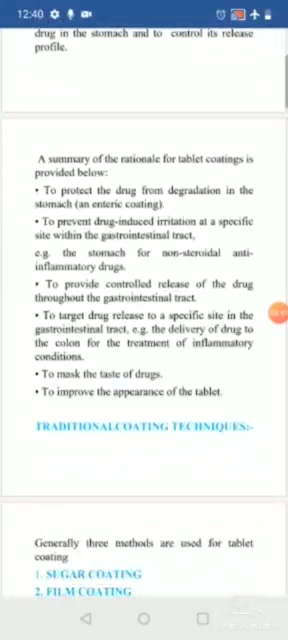 12:40
drug in the stomach and to control its release
profile.
A summary of the rationale for tablet coatings is
provided below:
• To protect the drug from degradation in the
stomach (an enteric coating).
• To prevent drug-induced irritation at a specific
site within the gastrointestinal tract,
e.g. the stomach for non-steroidal anti-
inflammatory drugs.
• To provide controlled release of the drug
throughout the gastrointestinal tract.
• To target drug release to a specific site in the
gastrointestinal tract, e.g. the delivery of drug to
the colon for the treatment of inflammatory
conditions.
• To mask the taste of drugs.
• To improve the appearance of the tablet.
TRADITIONALCOATING TECHNIQUES:-
Generally three methods are used for tablet
coating
1. SUGAR COATING
2. FILM COATING